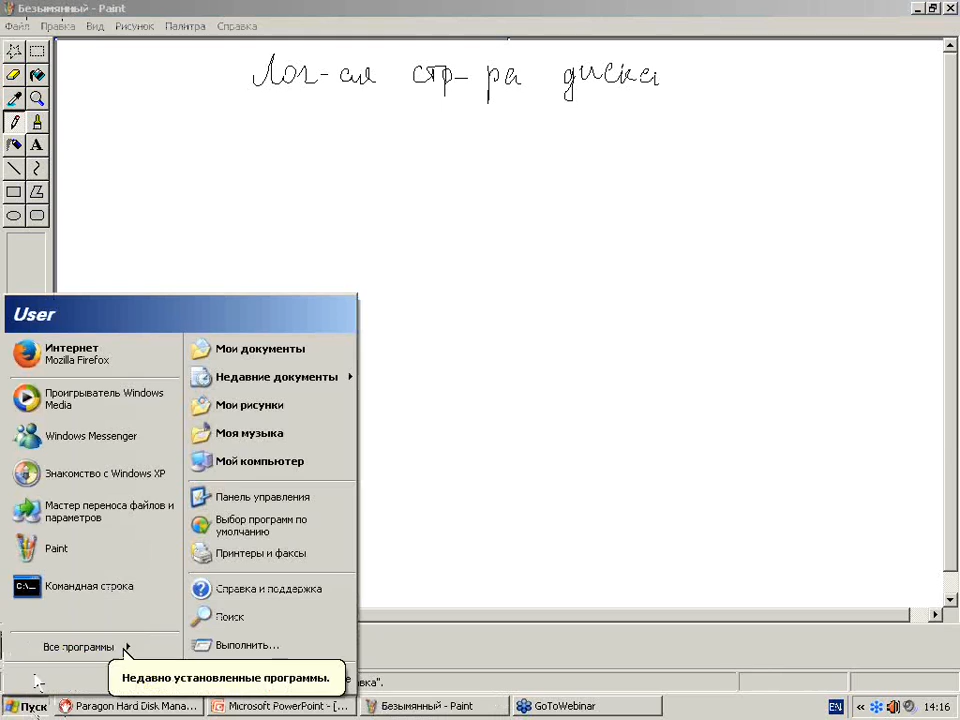 Безымянный - Paint
Файл Правка Вид Рисунок Палитра Справка
Лог-ая стр-ра диска
User
Интернет
Mozilla Firefox
Проигрыватель Windows
Media
Windows Messenger
Знакомство с Windows XP
Мастер переноса файлов и
параметров
Paint
Командная строка
Все программы
Мои документы
Недавние документы
Мои рисунки
Моя музыка
Мой компьютер
Панель управления
Выбор программ по
умолчанию
Принтеры и факсы
Справка и поддержка
Поиск
Выполнить...
Недавно установленные программы.
Пуск
Paragon Hard Disk Mana...
Microsoft PowerPoint - [...
Безымянный - Paint
GoToWebinar
EN
14:16